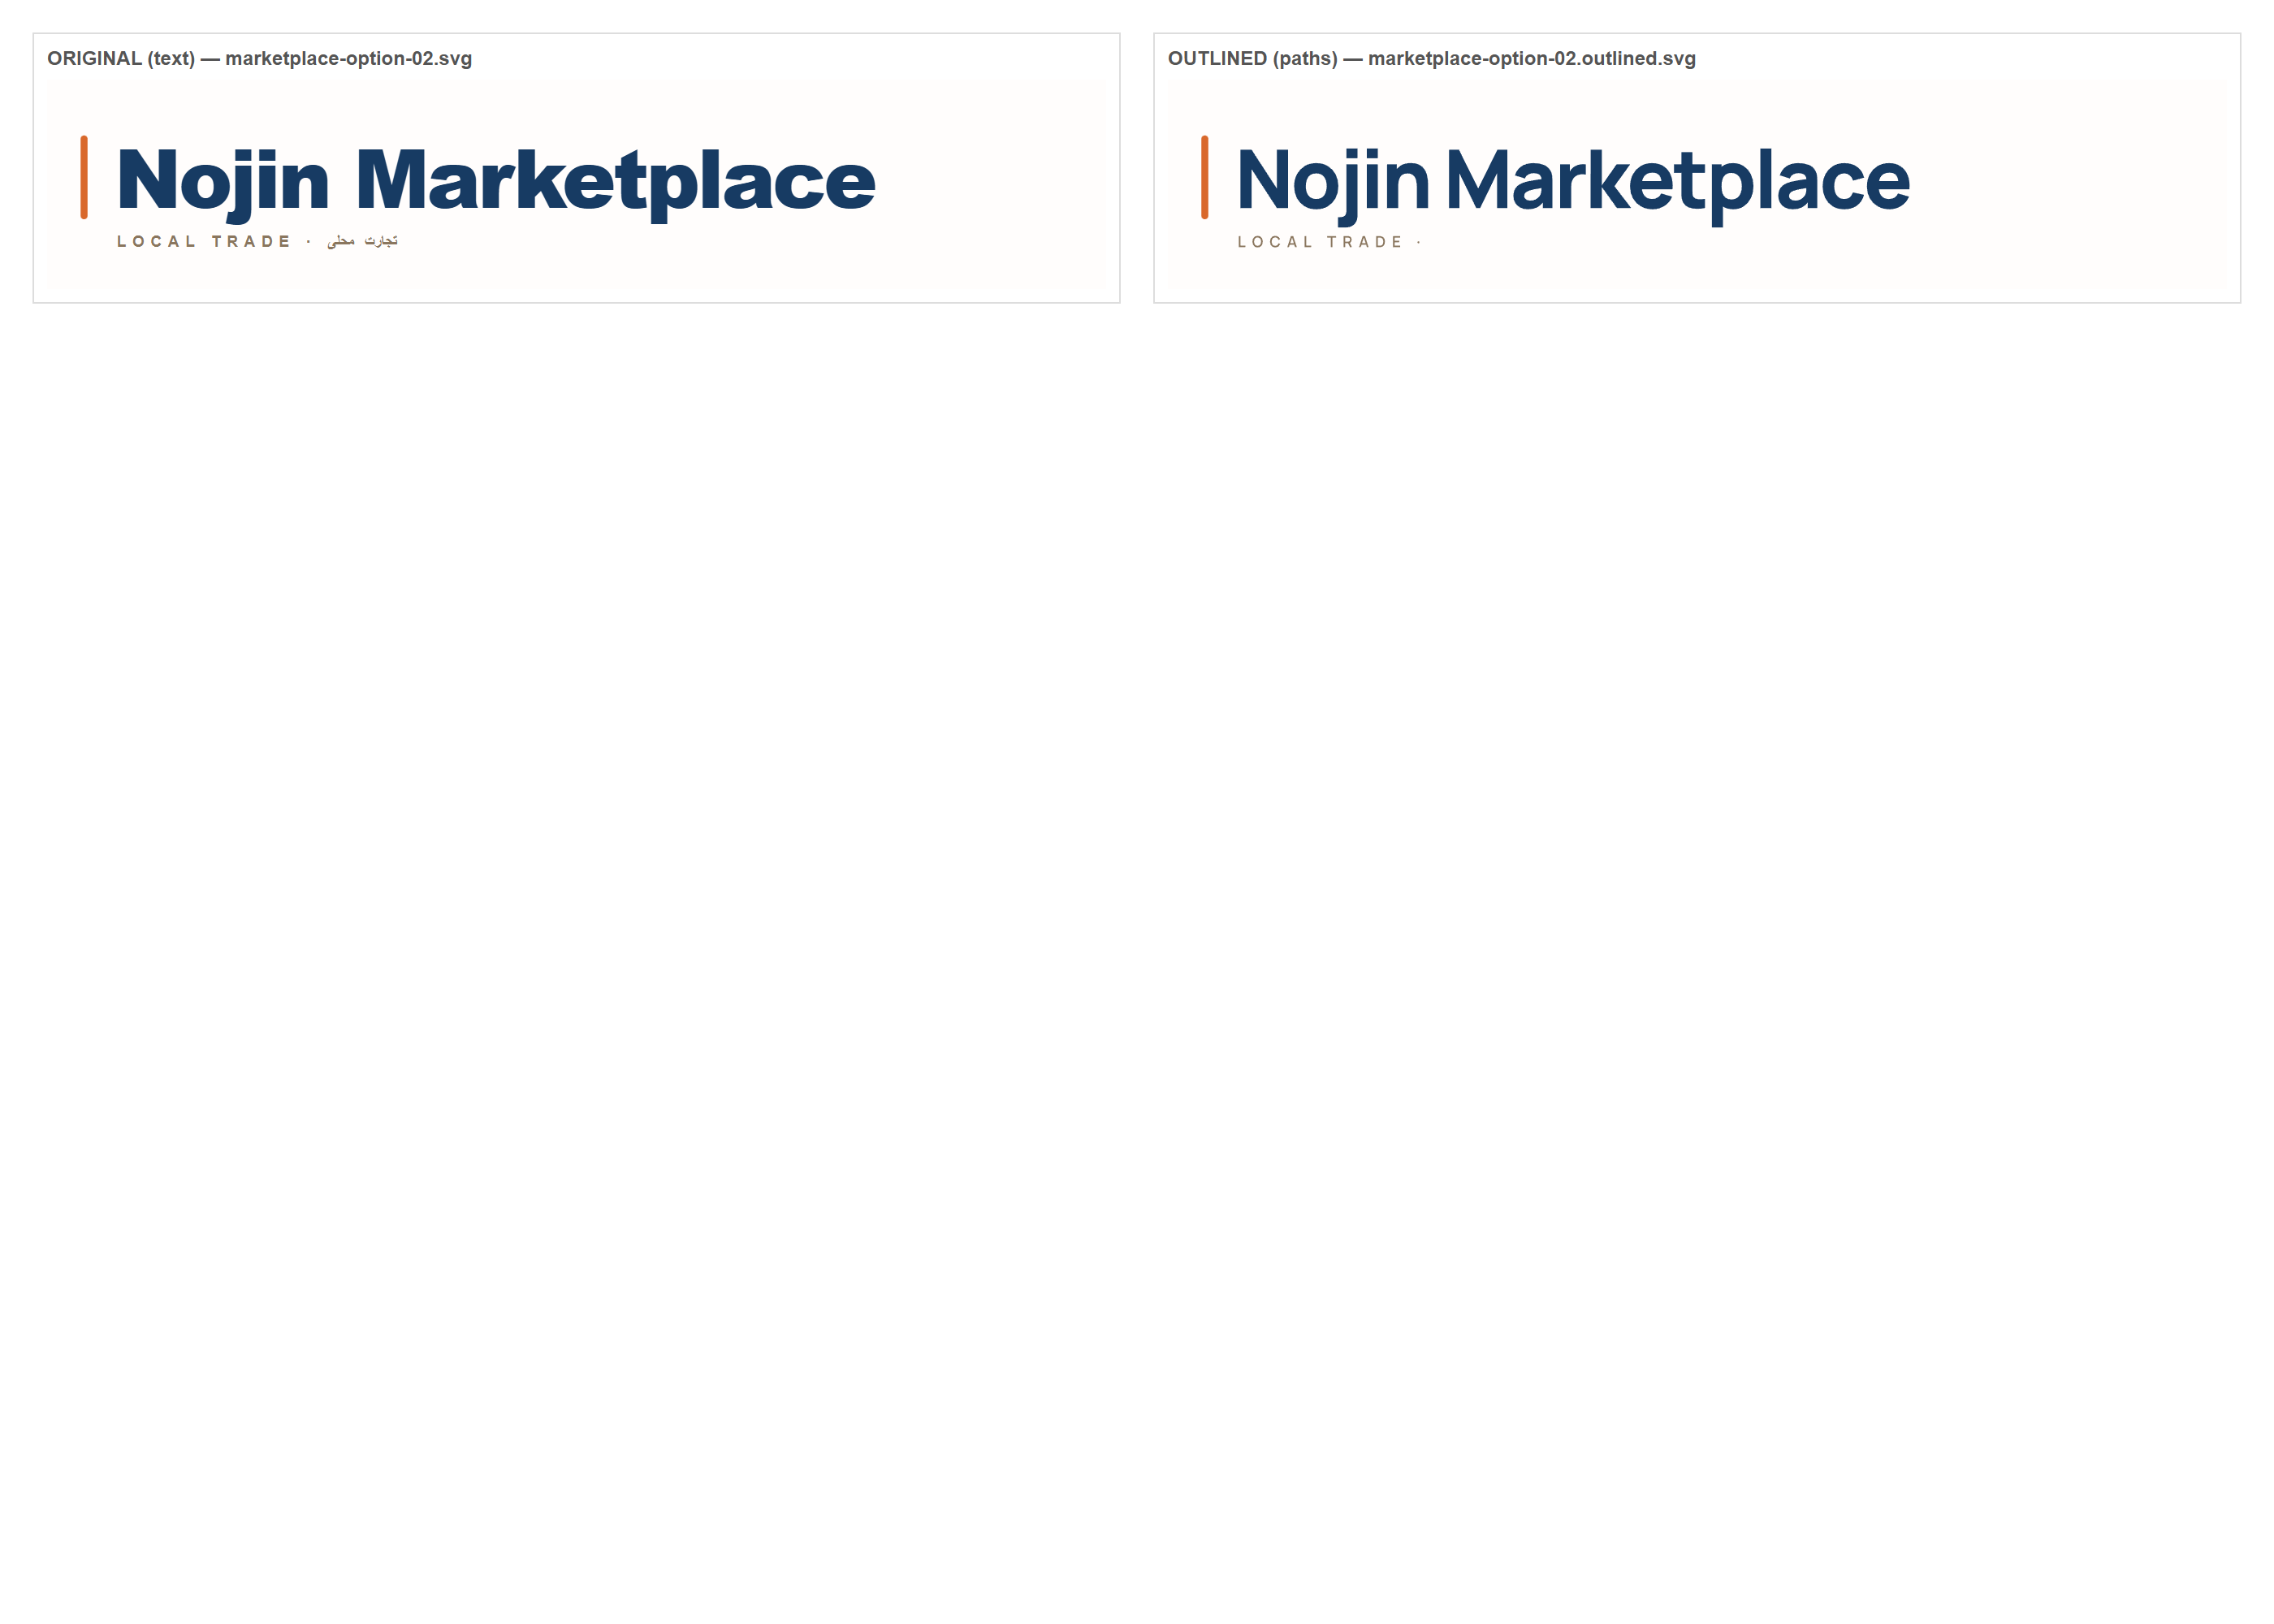 ORIGINAL (text) — marketplace-option-02.svg
Nojin Marketplace
LOCAL TRADE · تجارت محلی
OUTLINED (paths) — marketplace-option-02.outlined.svg
Nojin Marketplace
LOCAL TRADE ·